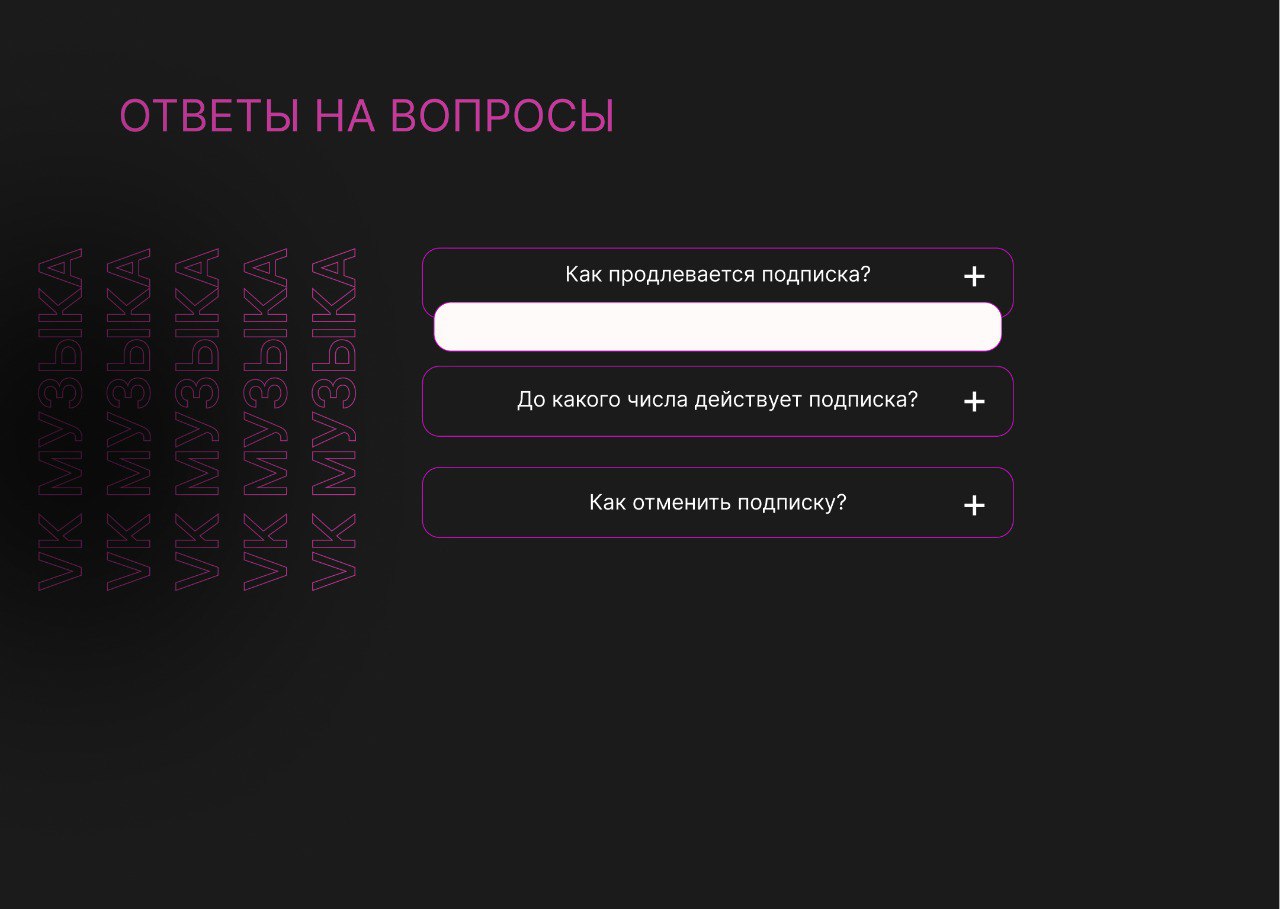 ОТВЕТЫ НА ВОПРОСЫ
VK МУЗЫКА
VK МУЗЫКА
VK МУЗЫКА
VK МУЗЫКА
VK МУЗЫКА
Как продлевается подписка?
До какого числа действует подписка?
Как отменить подписку?